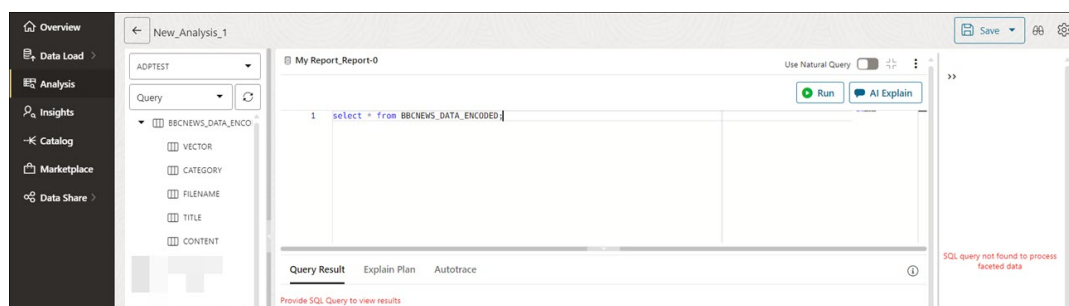 Overview
Data Load
Analysis
Insights
Catalog
Marketplace
Data Share
New_Analysis_1
Save
ADPTEST
Query
BBCNEWS_DATA_ENCO
VECTOR
CATEGORY
FILENAME
TITLE
CONTENT
My Report_Report-0
Use Natural Query
Run
AI Explain
1 select * from BBCNEWS_DATA_ENCODED;
Query Result Explain Plan Autotrace
Provide SQL Query to view results
>>
SQL query not found to process
faceted data